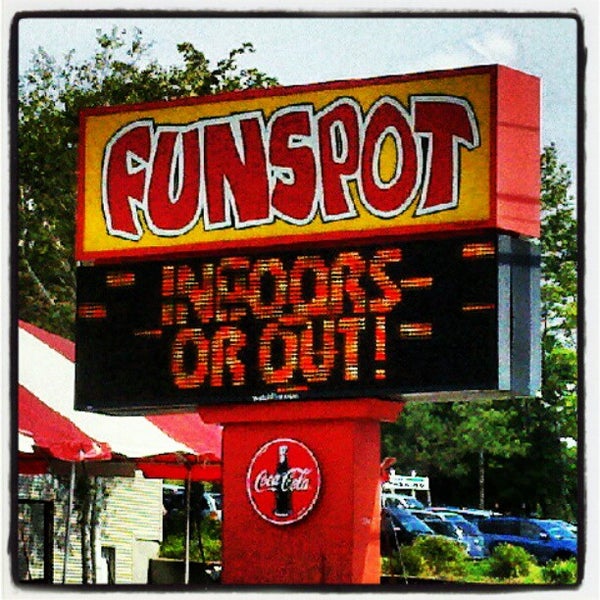 FUNSPOT
INDOORS
OR OUT!
Coca-Cola